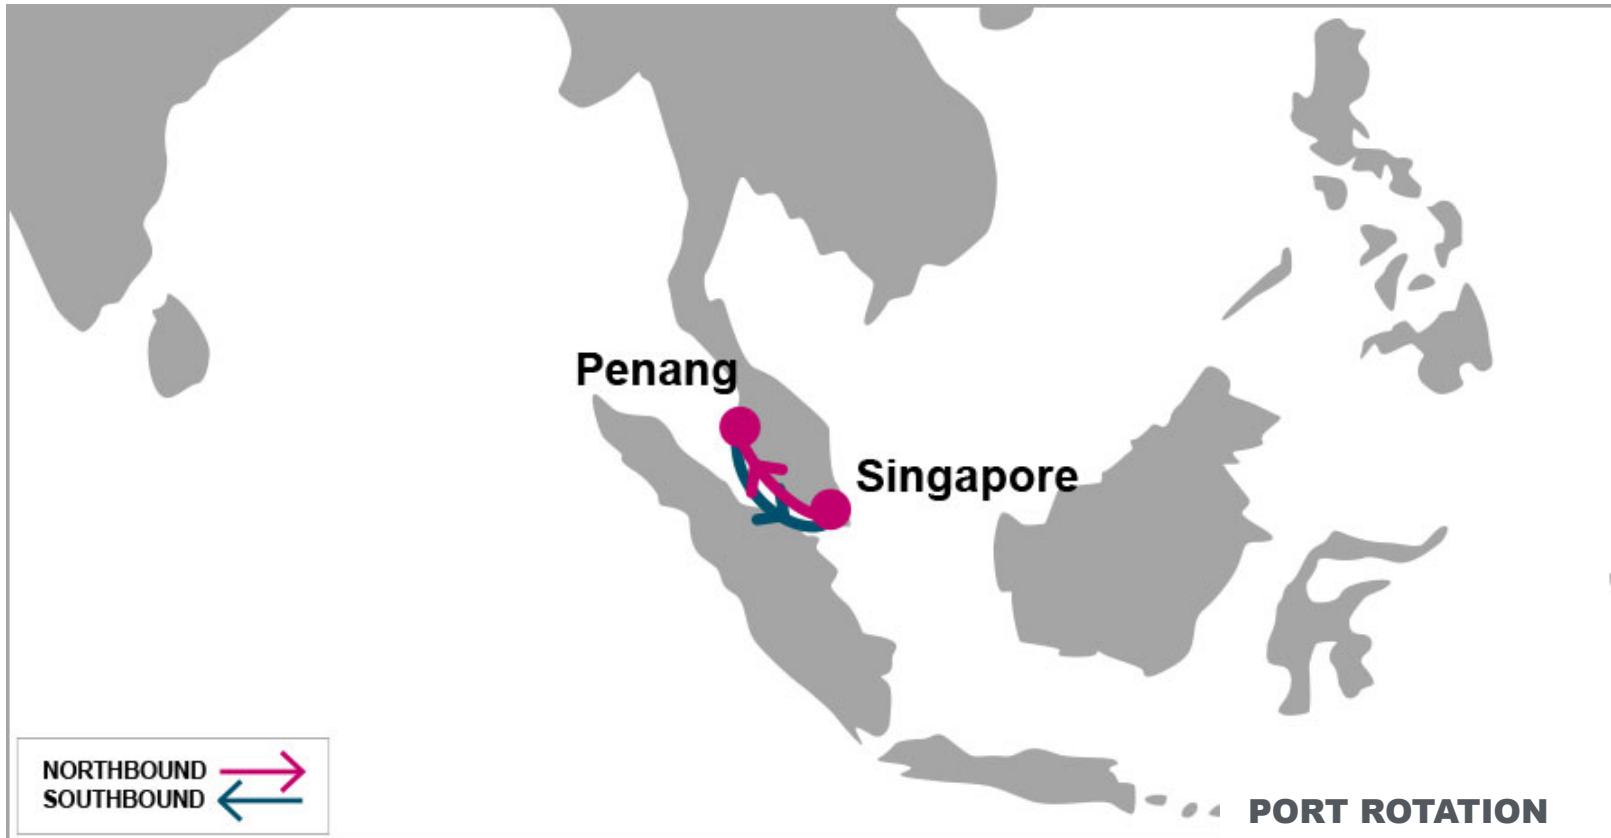 Penang
Singapore
NORTHBOUND
SOUTHBOUND
PORT ROTATION